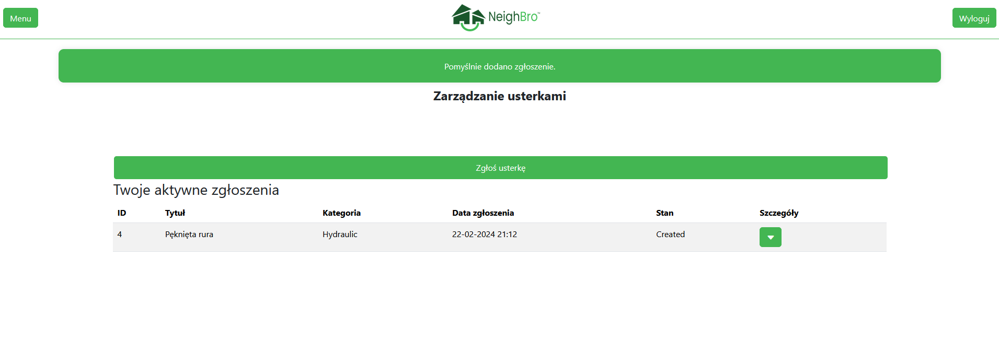 Menu
NeighBro™
Wyloguj
Pomyślnie dodano zgłoszenie.
Zarządzanie usterkami
Zgłoś usterkę
Twoje aktywne zgłoszenia
ID Tytuł Kategoria Data zgłoszenia Stan Szczegóły
4 Pęknięta rura Hydraulic 22-02-2024 21:12 Created